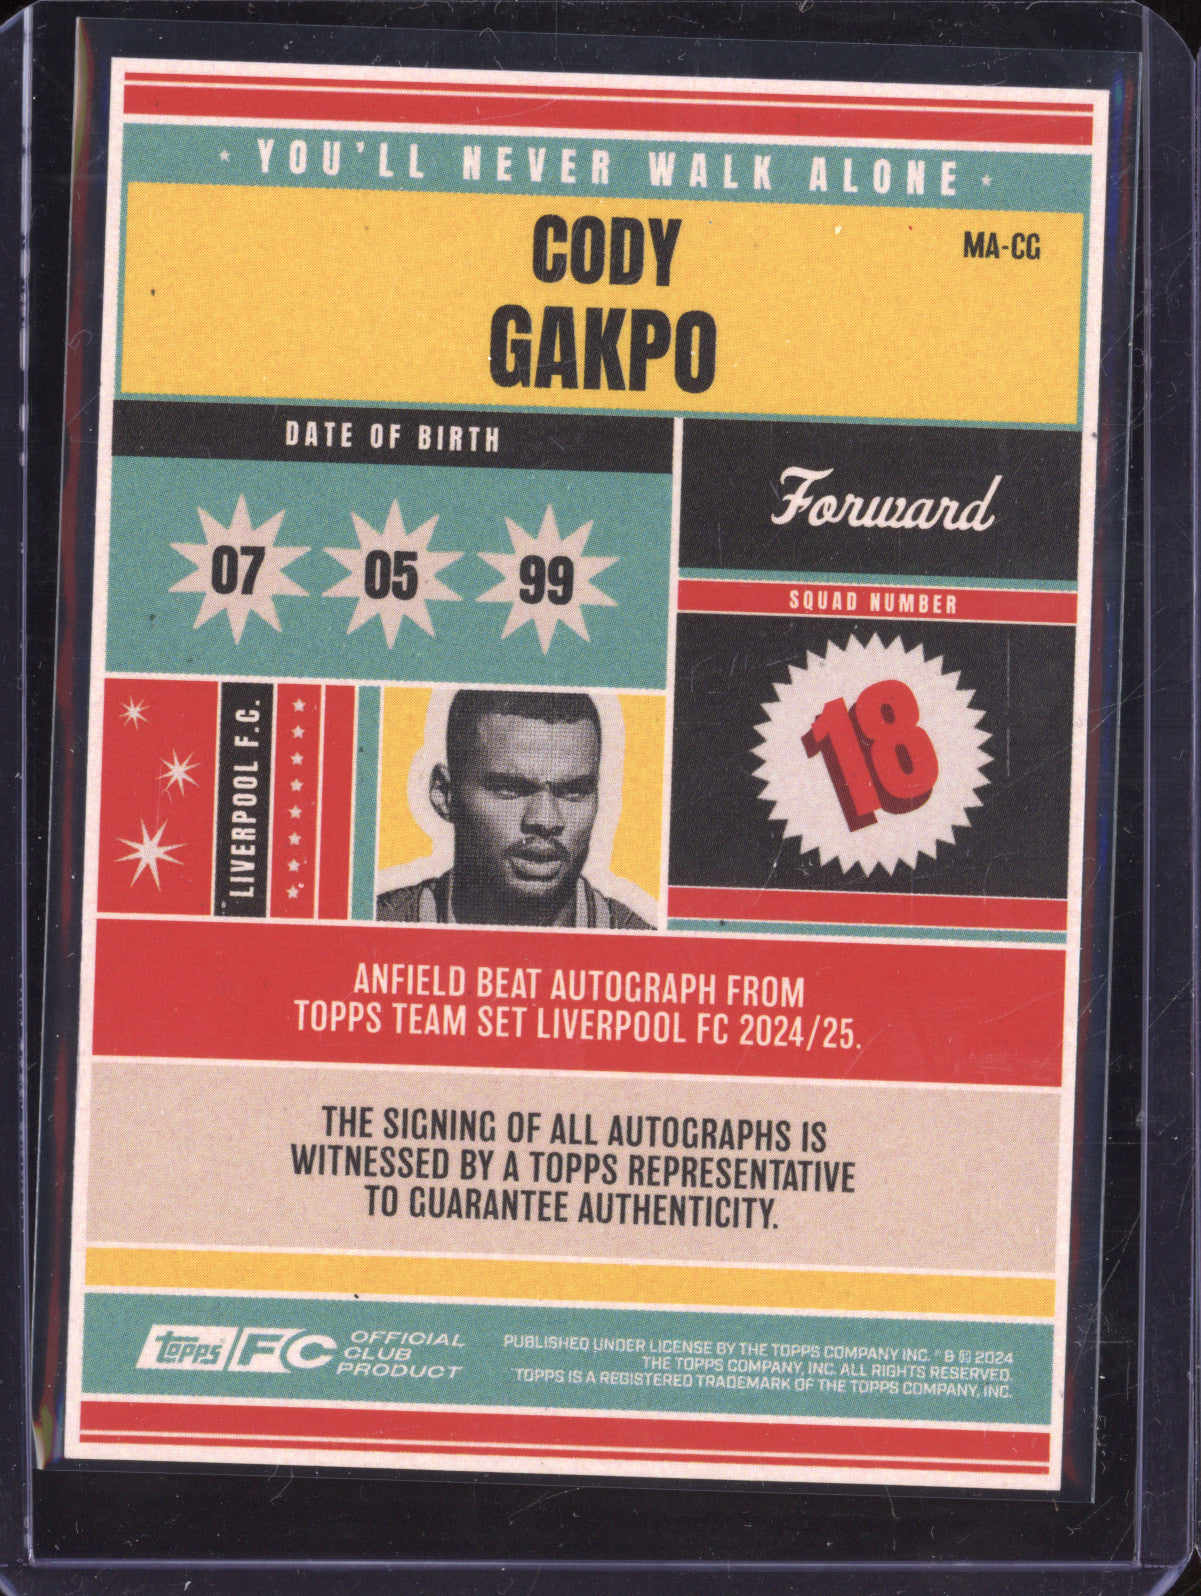 YOU'LL NEVER WALK ALONE
CODY
GAKPO
MA-CG
DATE OF BIRTH
07 05 99
Forward
SQUAD NUMBER
18
LIVERPOOL F.C.
ANFIELD BEAT AUTOGRAPH FROM
TOPPS TEAM SET LIVERPOOL FC 2024/25.
THE SIGNING OF ALL AUTOGRAPHS IS
WITNESSED BY A TOPPS REPRESENTATIVE
TO GUARANTEE AUTHENTICITY.
topps FC
OFFICIAL
CLUB
PRODUCT
PUBLISHED UNDER LICENSE BY THE TOPPS COMPANY INC. ® & © 2024
THE TOPPS COMPANY, INC. ALL RIGHTS RESERVED.
TOPPS IS A REGISTERED TRADEMARK OF THE TOPPS COMPANY, INC.